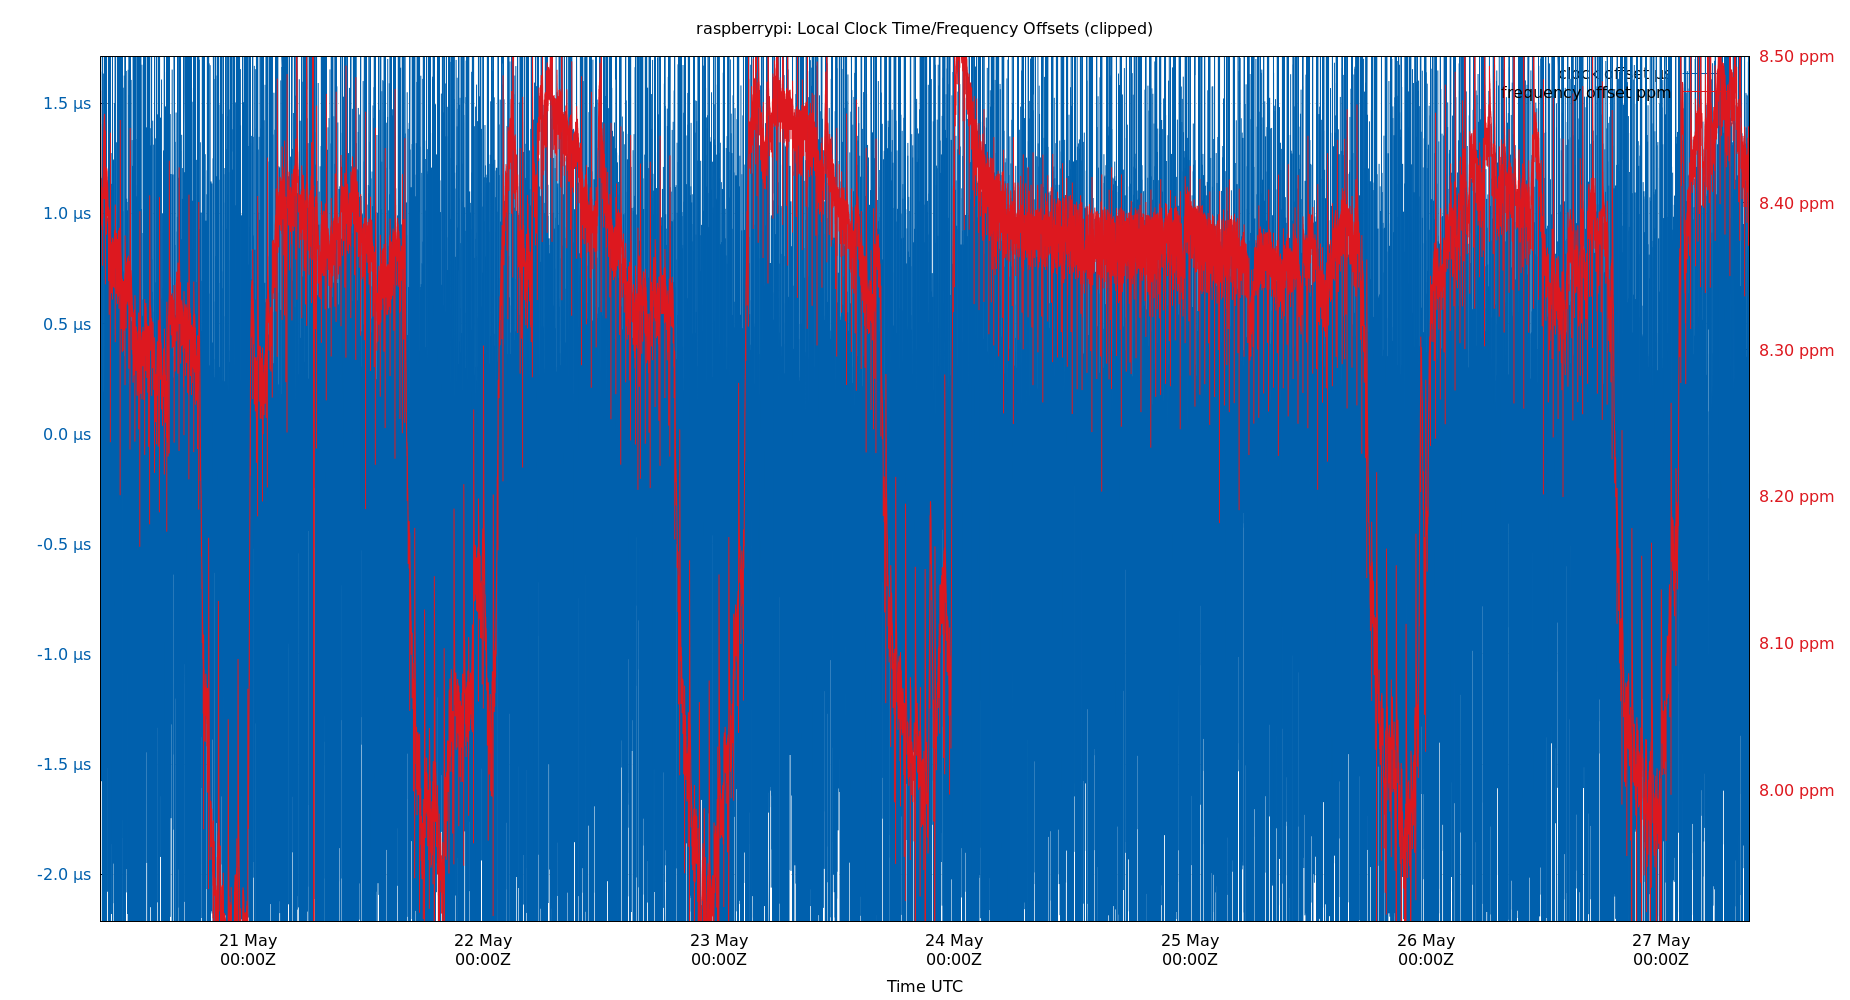 raspberrypi: Local Clock Time/Frequency Offsets (clipped)
8.50 ppm
clock offset µs
frequency offset ppm
1.5 µs
8.40 ppm
1.0 µs
8.30 ppm
0.5 µs
0.0 µs
8.20 ppm
-0.5 µs
8.10 ppm
-1.0 µs
-1.5 µs
8.00 ppm
-2.0 µs
21 May 22 May 23 May 24 May 25 May 26 May 27 May
00:00Z 00:00Z 00:00Z 00:00Z 00:00Z 00:00Z 00:00Z
Time UTC